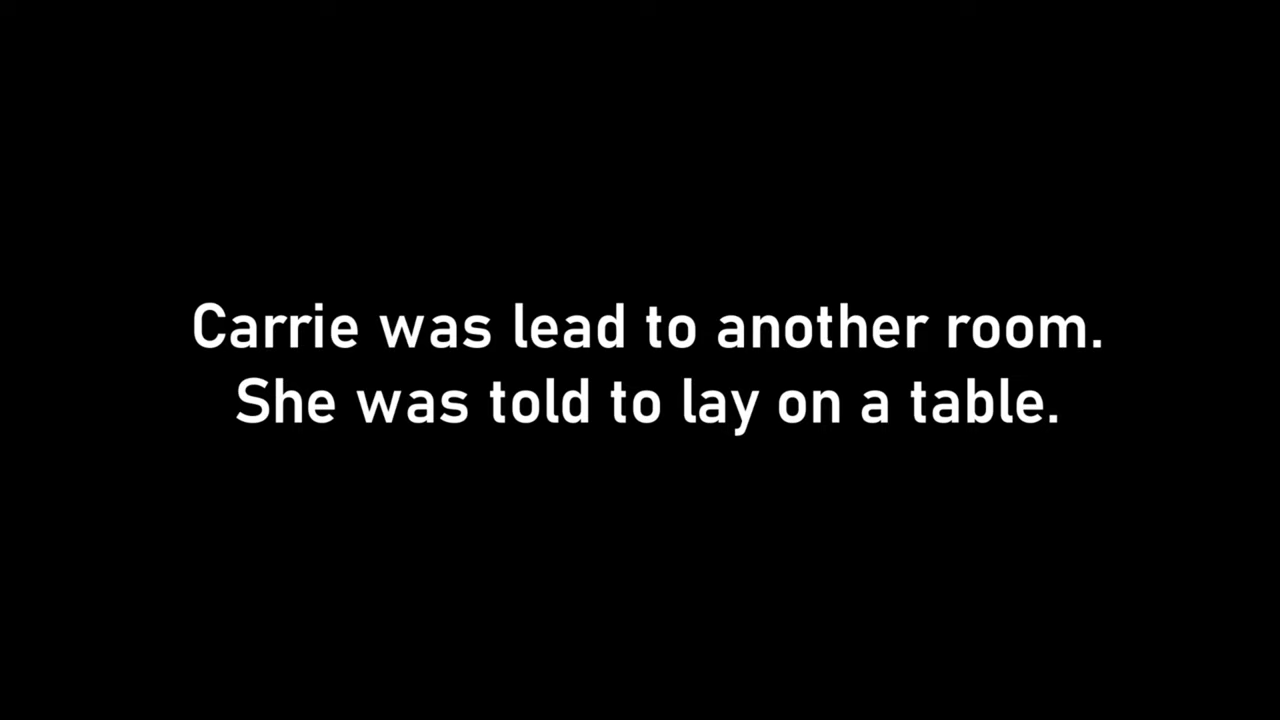 Carrie was lead to another room.
She was told to lay on a table.